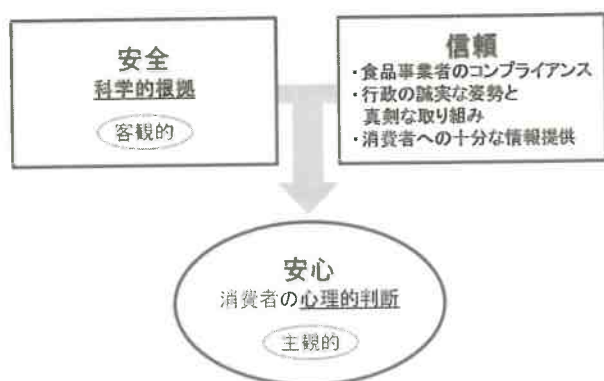 安全
科学的根拠
客観的
信頼
・食品事業者のコンプライアンス
・行政の誠実な姿勢と
真剣な取り組み
・消費者への十分な情報提供
安心
消費者の心理的判断
主観的